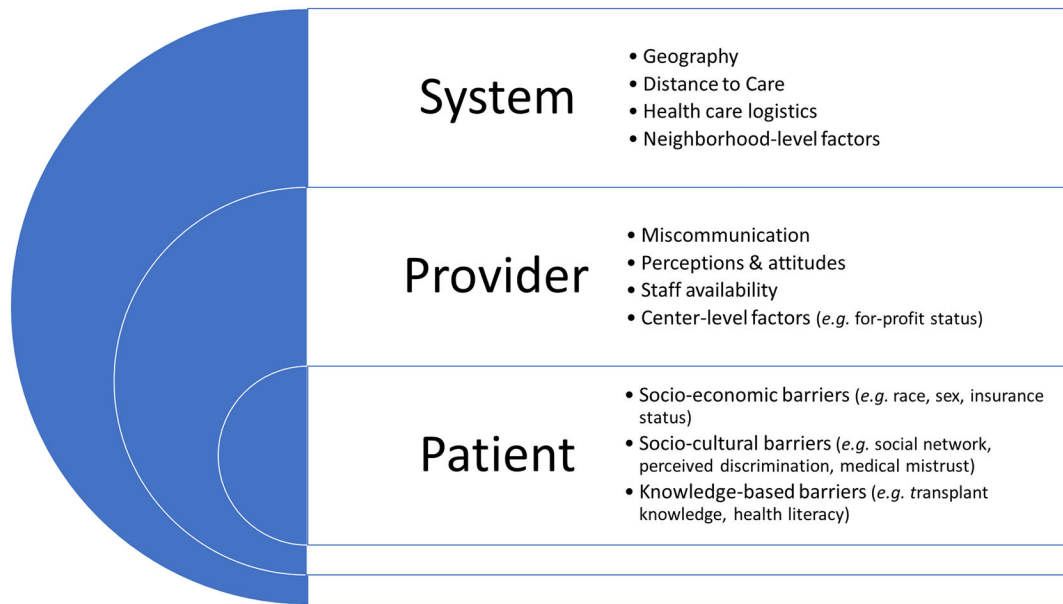 System
• Geography
• Distance to Care
• Health care logistics
• Neighborhood-level factors
Provider
• Miscommunication
• Perceptions & attitudes
• Staff availability
• Center-level factors (e.g. for-profit status)
Patient
• Socio-economic barriers (e.g. race, sex, insurance
status)
• Socio-cultural barriers (e.g. social network,
perceived discrimination, medical mistrust)
• Knowledge-based barriers (e.g. transplant
knowledge, health literacy)